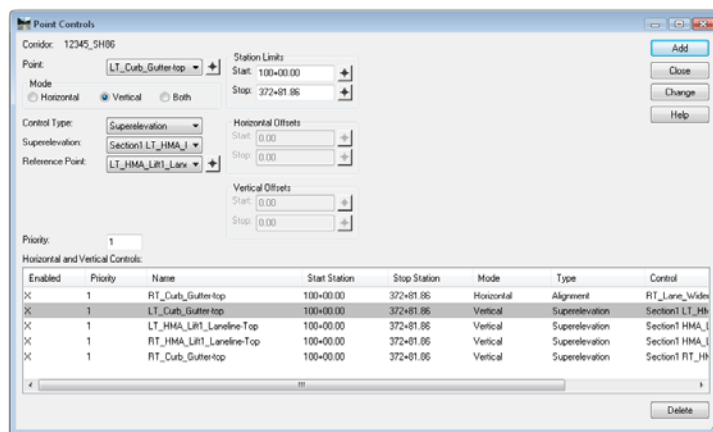 Point Controls
Corridor: 12345_SH86
Add
Point: LT_Curb_Gutter-top
Station Limits
Start: 100+00.00
Close
Mode
Stop: 372+81.86
Horizontal Vertical Both
Change
Help
Control Type: Superelevation
Horizontal Offsets
Superelevation: Section1 LT_HMA_
Start: 0.00
Reference Point: LT_HMA_Lift1_Lane
Stop: 0.00
Vertical Offsets
Start: 0.00
Stop: 0.00
Priority: 1
Horizontal and Vertical Controls:
Enabled Priority Name Start Station Stop Station Mode Type Control
X 1 RT_Curb_Gutter-top 100+00.00 372+81.86 Horizontal Alignment RT_Lane_Wide
X 1 LT_Curb_Gutter-top 100+00.00 372+81.86 Vertical Superelevation Section1 LT_HM
X 1 LT_HMA_Lift1_Laneline-Top 100+00.00 372+81.86 Vertical Superelevation Section1 HMA_L
X 1 RT_HMA_Lift1_Laneline-Top 100+00.00 372+81.86 Vertical Superelevation Section1 HMA_L
X 1 RT_Curb_Gutter-top 100+00.00 372+81.86 Vertical Superelevation Section1 RT_HM
Delete